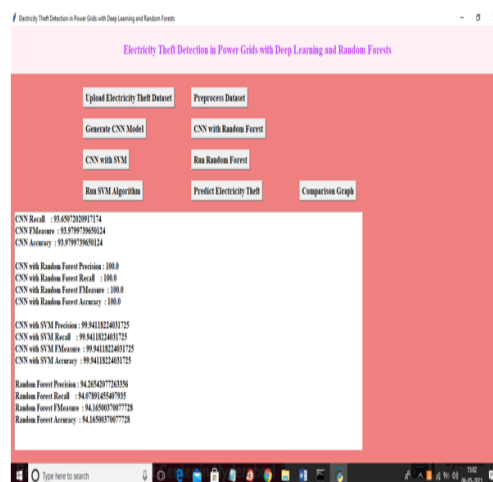 Electricity Theft Detection in Power Grids with Deep Learning and Random Forests
Electricity Theft Detection in Power Grids with Deep Learning and Random Forests
Upload Electricity Theft Dataset
Preprocess Dataset
Generate CNN Model
CNN with Random Forest
CNN with SVM
Run Random Forest
Run SVM Algorithm
Predict Electricity Theft
Comparison Graph
CNN Recall : 93.65072020917174
CNN FMeasure : 93.9799739650124
CNN Accuracy : 93.9799739650124
CNN with Random Forest Precision : 100.0
CNN with Random Forest Recall : 100.0
CNN with Random Forest FMeasure : 100.0
CNN with Random Forest Accuracy : 100.0
CNN with SVM Precision : 99.94118224031725
CNN with SVM Recall : 99.94118224031725
CNN with SVM FMeasure : 99.94118224031725
CNN with SVM Accuracy : 99.94118224031725
Random Forest Precision : 94.26542077263356
Random Forest Recall : 94.07891455407935
Random Forest FMeasure : 94.16500370077728
Random Forest Accuracy : 94.16500370077728
Type here to search